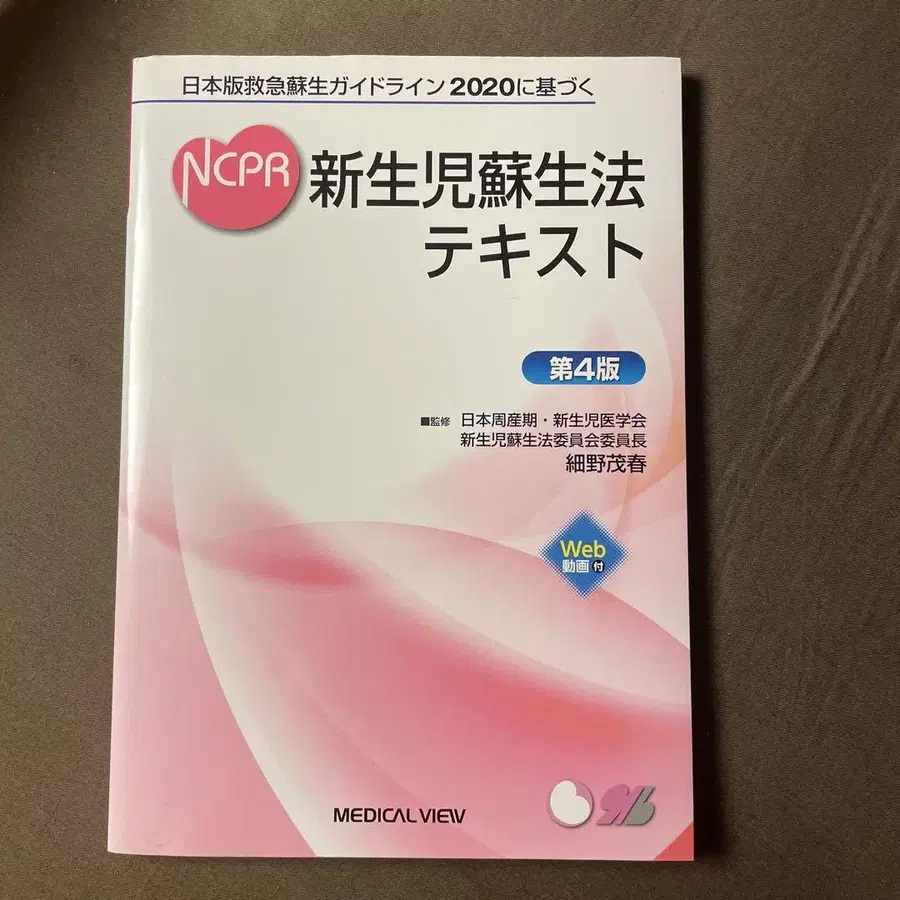 日本版救急蘇生ガイドライン2020に基づく
NCPR
新生児蘇生法
テキスト
第4版
■監修 日本周産期・新生児医学会
新生児蘇生法委員会委員長
細野茂春
Web
動画付
MEDICAL VIEW